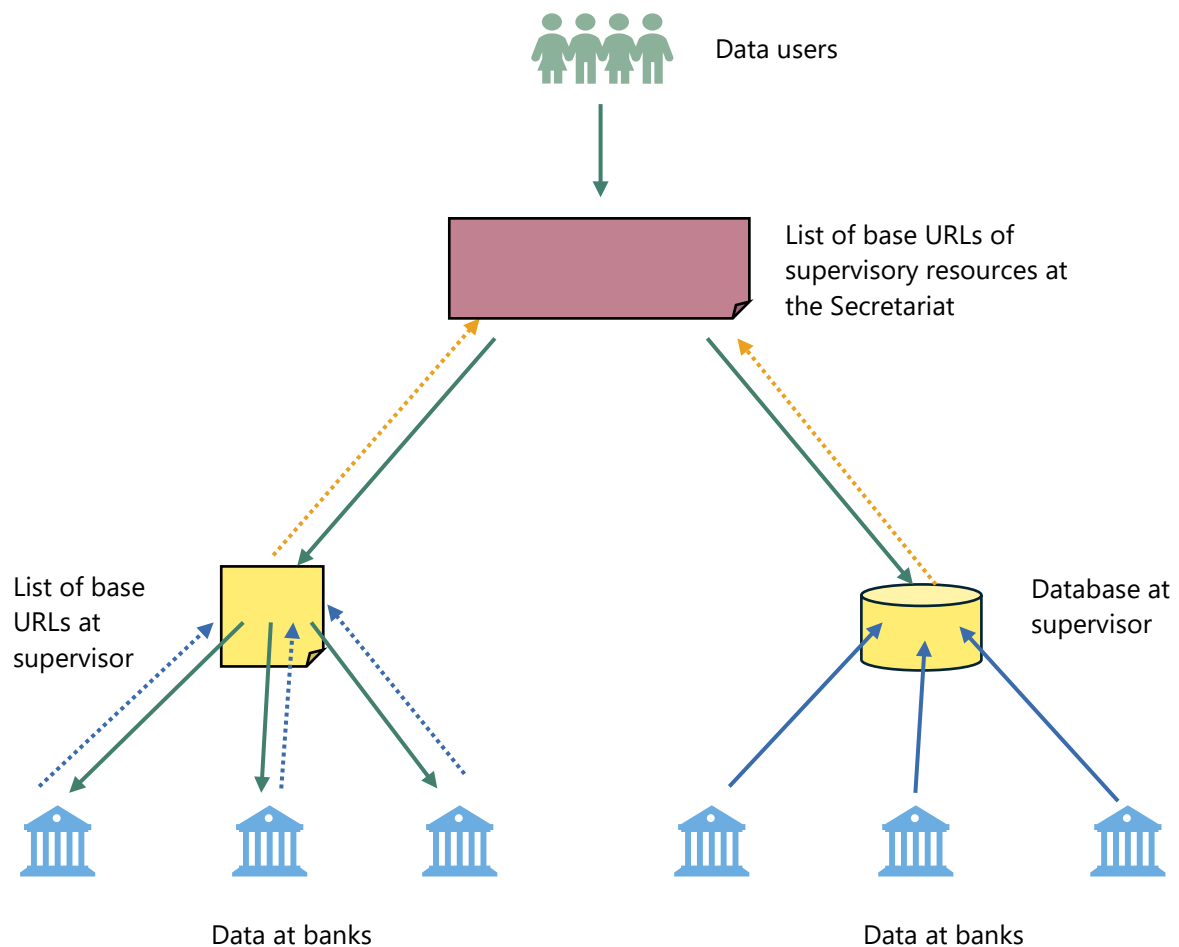 Data users
List of base URLs of
supervisory resources at
the Secretariat
List of base
URLs at
supervisor
Database at
supervisor
Data at banks
Data at banks